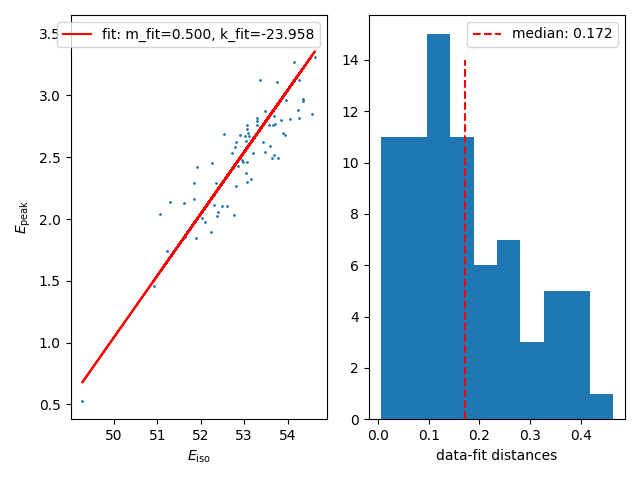 fit: m_fit=0.500, k_fit=-23.958
3.5
3.0
2.5
2.0
1.5
1.0
0.5
E_peak
50 51 52 53 54
E_iso
median: 0.172
14
12
10
8
6
4
2
0
0.0 0.1 0.2 0.3 0.4
data-fit distances